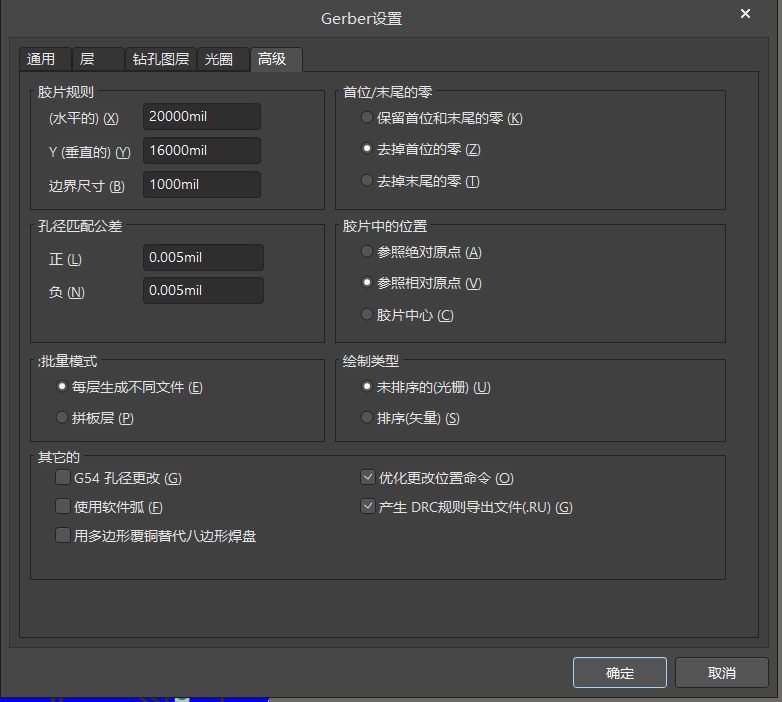 Gerber设置
通用 层 钻孔图层 光圈 高级
胶片规则
(水平的) (X) 20000mil
Y (垂直的) (Y) 16000mil
边界尺寸 (B) 1000mil
首位/末尾的零
保留首位和末尾的零 (K)
去掉首位的零 (Z)
去掉末尾的零 (T)
孔径匹配公差
正 (L) 0.005mil
负 (N) 0.005mil
胶片中的位置
参照绝对原点 (A)
参照相对原点 (V)
胶片中心 (C)
;批量模式
每层生成不同文件 (E)
拼板层 (P)
绘制类型
未排序的(光栅) (U)
排序(矢量) (S)
其它的
G54 孔径更改 (G)
使用软件弧 (F)
用多边形覆铜替代八边形焊盘
优化更改位置命令 (O)
产生 DRC规则导出文件(.RU) (G)
确定 取消